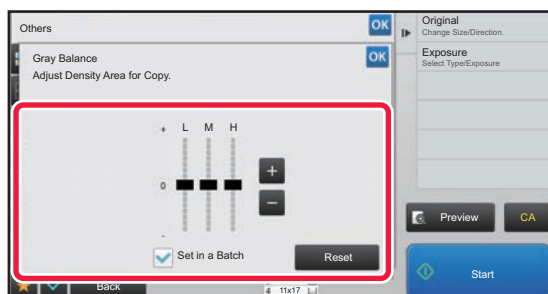 Others
OK
Gray Balance
OK
Adjust Density Area for Copy.
+ L M H
0
-
+
−
Set in a Batch
Reset
Back
4 11x17
Original
Change Size/Direction.
Exposure
Select Type/Exposure
Preview
CA
Start